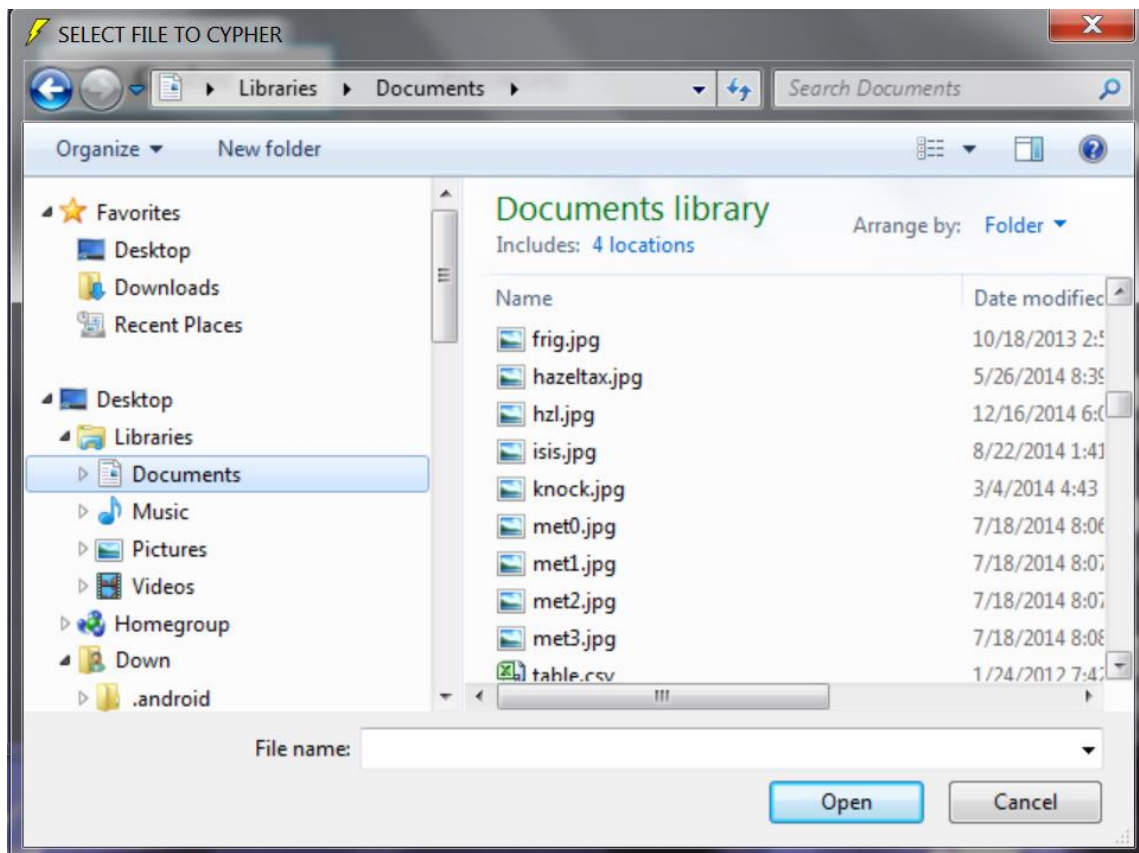 SELECT FILE TO CYPHER
X
Libraries Documents
Search Documents
Organize New folder
?
Favorites
Desktop
Downloads
Recent Places
Desktop
Libraries
Documents
Music
Pictures
Videos
Homegroup
Down
.android
Documents library
Includes: 4 locations
Arrange by: Folder
Name Date modified
frig.jpg 10/18/2013 2:5
hazeltax.jpg 5/26/2014 8:39
hzl.jpg 12/16/2014 6:0
isis.jpg 8/22/2014 1:41
knock.jpg 3/4/2014 4:43
met0.jpg 7/18/2014 8:06
met1.jpg 7/18/2014 8:07
met2.jpg 7/18/2014 8:07
met3.jpg 7/18/2014 8:08
table.csv 1/24/2012 7:42
File name:
Open Cancel